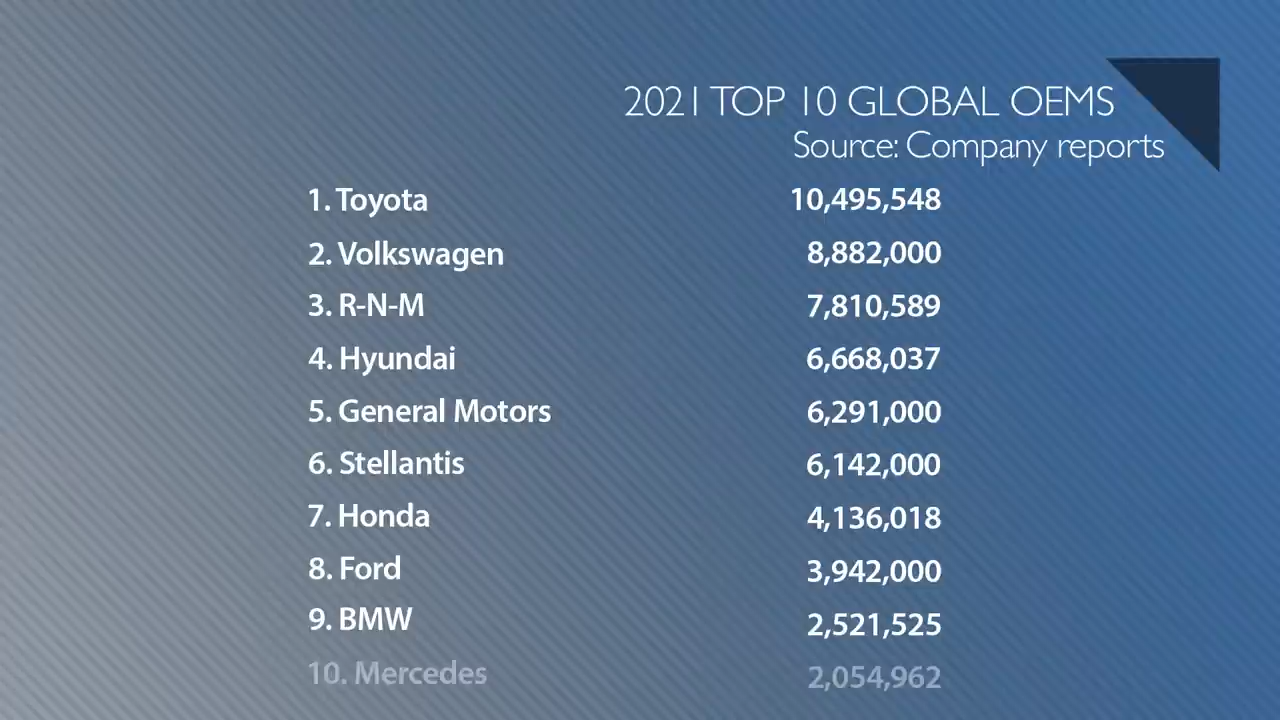 2021 TOP 10 GLOBAL OEMS
Source: Company reports
1. Toyota 10,495,548
2. Volkswagen 8,882,000
3. R-N-M 7,810,589
4. Hyundai 6,668,037
5. General Motors 6,291,000
6. Stellantis 6,142,000
7. Honda 4,136,018
8. Ford 3,942,000
9. BMW 2,521,525
10. Mercedes 2,054,962